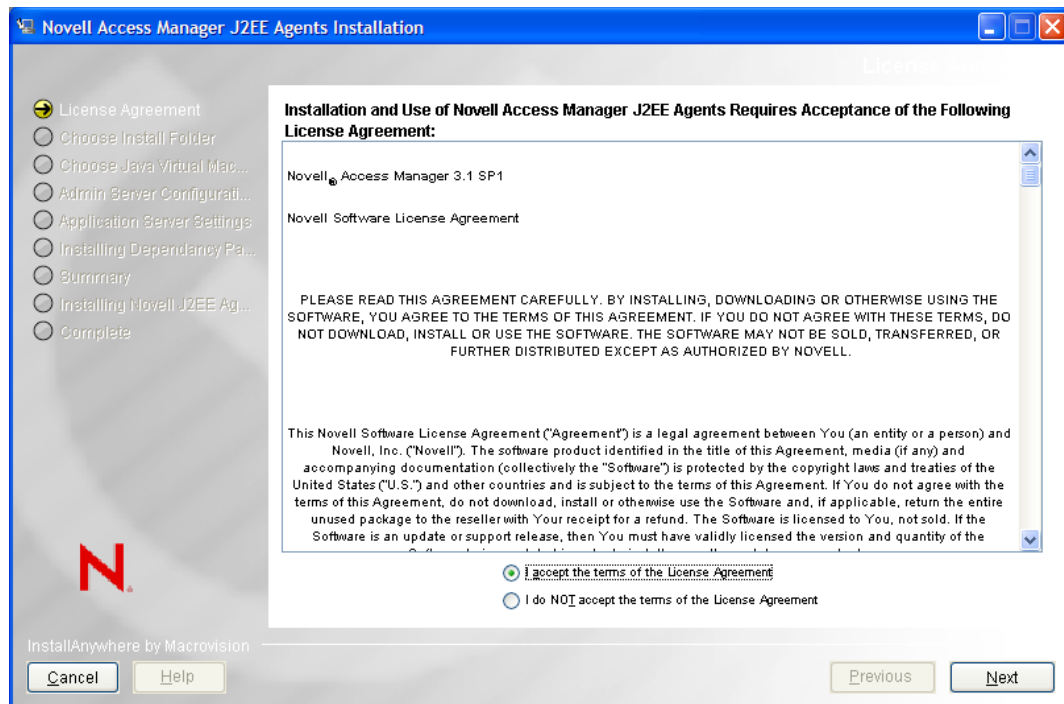 Novell Access Manager J2EE Agents Installation
License
License Agreement
Choose Install Folder
Choose Java Virtual Mac...
Admin Server Configurati...
Application Server Settings
Installing Dependancy Pa...
Summary
Installing Novell J2EE Ag...
Complete
Installation and Use of Novell Access Manager J2EE Agents Requires Acceptance of the Following
License Agreement:
Novell® Access Manager 3.1 SP1
Novell Software License Agreement
PLEASE READ THIS AGREEMENT CAREFULLY. BY INSTALLING, DOWNLOADING OR OTHERWISE USING THE
SOFTWARE, YOU AGREE TO THE TERMS OF THIS AGREEMENT. IF YOU DO NOT AGREE WITH THESE TERMS, DO
NOT DOWNLOAD, INSTALL OR USE THE SOFTWARE. THE SOFTWARE MAY NOT BE SOLD, TRANSFERRED, OR
FURTHER DISTRIBUTED EXCEPT AS AUTHORIZED BY NOVELL.
This Novell Software License Agreement ("Agreement") is a legal agreement between You (an entity or a person) and
Novell, Inc. ("Novell"). The software product identified in the title of this Agreement, media (if any) and
accompanying documentation (collectively the "Software") is protected by the copyright laws and treaties of the
United States ("U.S.") and other countries and is subject to the terms of this Agreement. If You do not agree with the
terms of this Agreement, do not download, install or otherwise use the Software and, if applicable, return the entire
unused package to the reseller with Your receipt for a refund. The Software is licensed to You, not sold. If the
Software is an update or support release, then You must have validly licensed the version and quantity of the
I accept the terms of the License Agreement
I do NOT accept the terms of the License Agreement
N
InstallAnywhere by Macrovision
Cancel
Help
Previous
Next